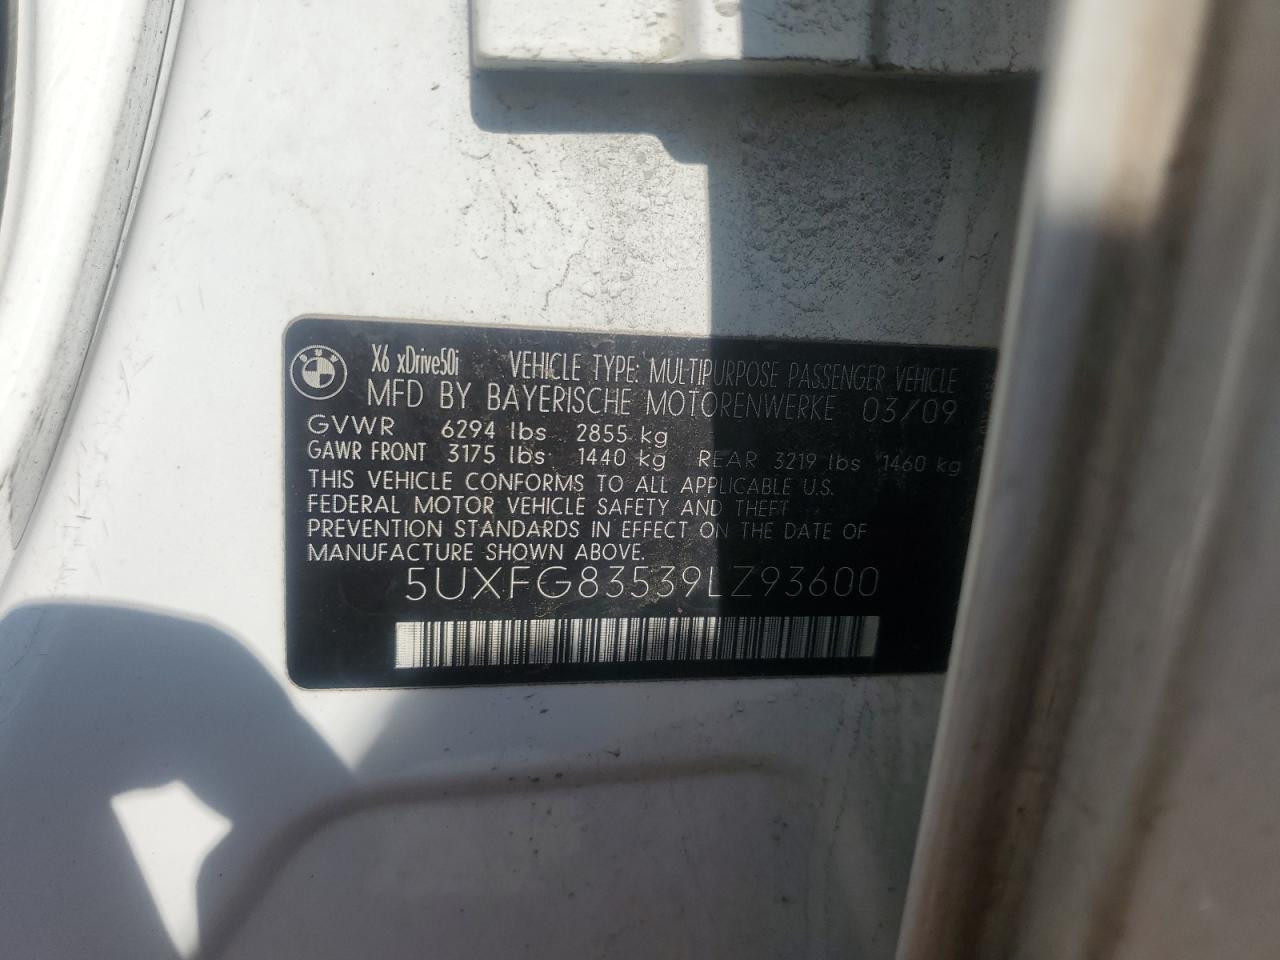 X6 xDrive50i VEHICLE TYPE: MULTIPURPOSE PASSENGER VEHICLE
MFD BY BAYERISCHE MOTORENWERKE 03/09
GVWR 6294 lbs 2855 kg
GAWR FRONT 3175 lbs 1440 kg REAR 3219 lbs 1460 kg
THIS VEHICLE CONFORMS TO ALL APPLICABLE U.S.
FEDERAL MOTOR VEHICLE SAFETY AND THEFT
PREVENTION STANDARDS IN EFFECT ON THE DATE OF
MANUFACTURE SHOWN ABOVE.
5UXFG83539LZ93600